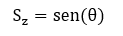 S_z = sen(θ)